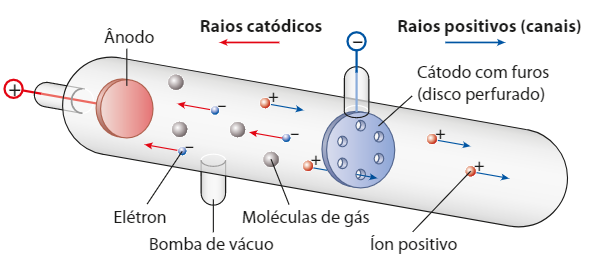 Raios catódicos
Raios positivos (canais)
Ânodo
Cátodo com furos
(disco perfurado)
+
−
−
+
+
−
−
+
+
+
Elétron
Moléculas de gás
Bomba de vácuo
Íon positivo